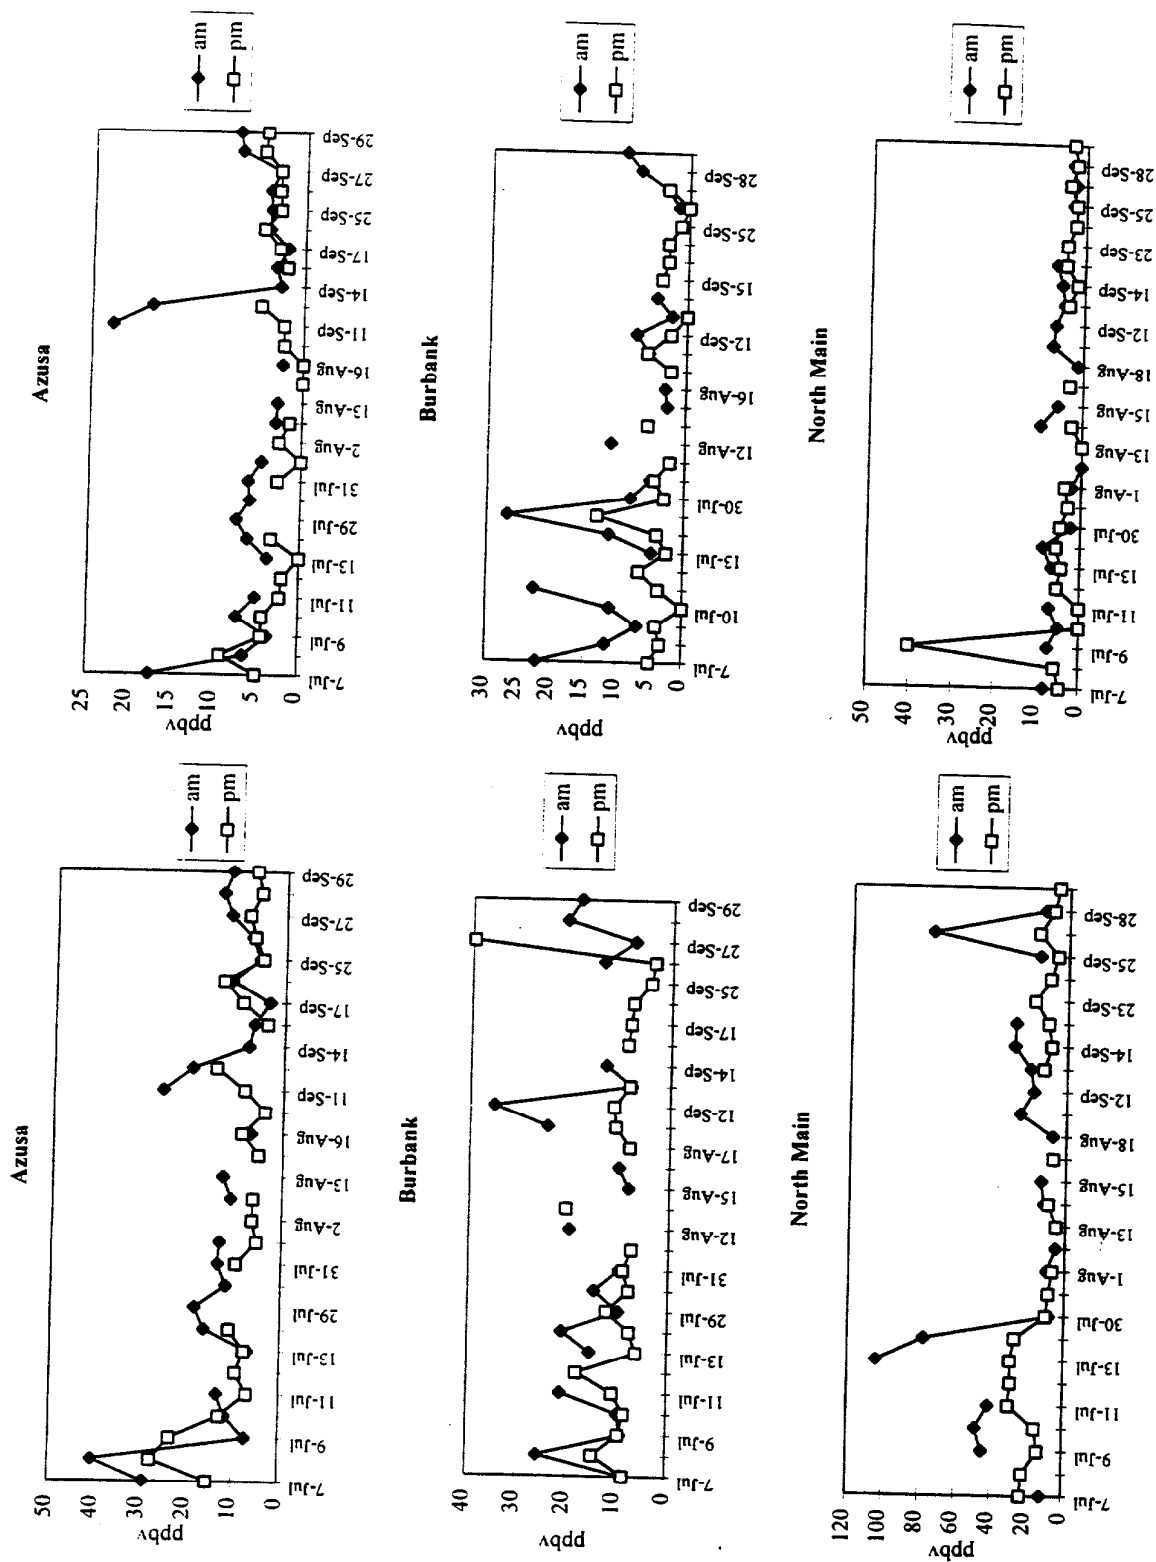 Azusa
ppbv
50
40
30
20
10
0
7-Jul
9-Jul
11-Jul
13-Jul
29-Jul
31-Jul
2-Aug
13-Aug
16-Aug
11-Sep
14-Sep
17-Sep
25-Sep
27-Sep
29-Sep
am
pm
Burbank
ppbv
40
30
20
10
0
7-Jul
9-Jul
11-Jul
13-Jul
29-Jul
31-Jul
12-Aug
15-Aug
17-Aug
12-Sep
14-Sep
17-Sep
25-Sep
27-Sep
29-Sep
am
pm
North Main
ppbv
120
100
80
60
40
20
0
7-Jul
9-Jul
11-Jul
13-Jul
30-Jul
1-Aug
13-Aug
15-Aug
18-Aug
12-Sep
14-Sep
23-Sep
25-Sep
28-Sep
am
pm
Azusa
ppbv
25
20
15
10
5
0
7-Jul
9-Jul
11-Jul
13-Jul
29-Jul
31-Jul
2-Aug
13-Aug
16-Aug
11-Sep
14-Sep
17-Sep
25-Sep
27-Sep
29-Sep
am
pm
Burbank
ppbv
30
25
20
15
10
5
0
7-Jul
10-Jul
13-Jul
30-Jul
12-Aug
16-Aug
12-Sep
15-Sep
25-Sep
28-Sep
am
pm
North Main
ppbv
50
40
30
20
10
0
7-Jul
9-Jul
11-Jul
13-Jul
30-Jul
1-Aug
13-Aug
15-Aug
18-Aug
12-Sep
14-Sep
23-Sep
25-Sep
28-Sep
am
pm